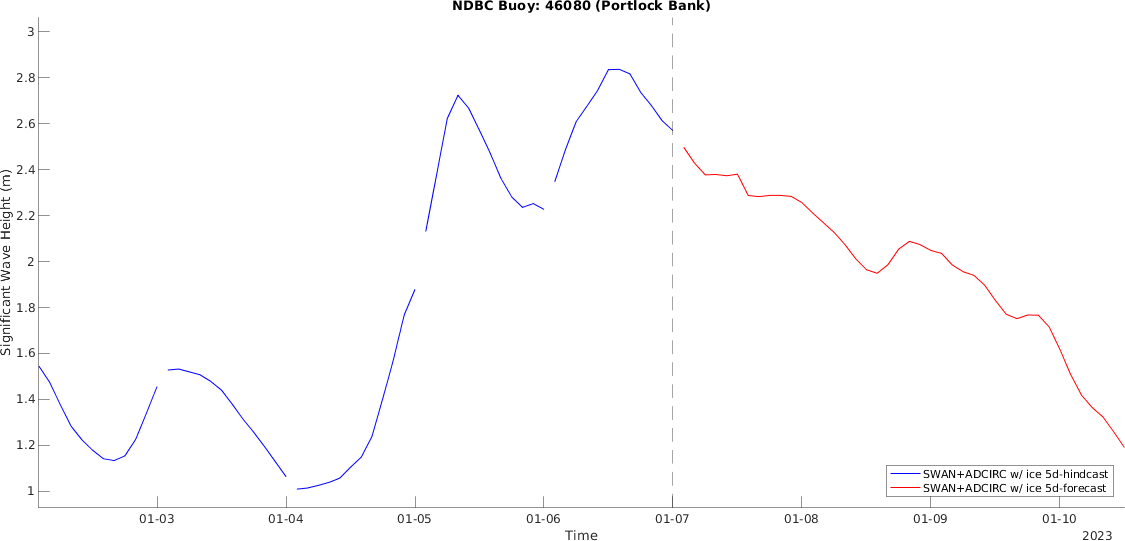 NDBC Buoy: 46080 (Portlock Bank)
3
2.8
2.6
2.4
2.2
2
1.8
1.6
1.4
1.2
1
Significant Wave Height (m)
SWAN+ADCIRC w/ ice 5d-hindcast
SWAN+ADCIRC w/ ice 5d-forecast
01-03 01-04 01-05 01-06 01-07 01-08 01-09 01-10
Time
2023